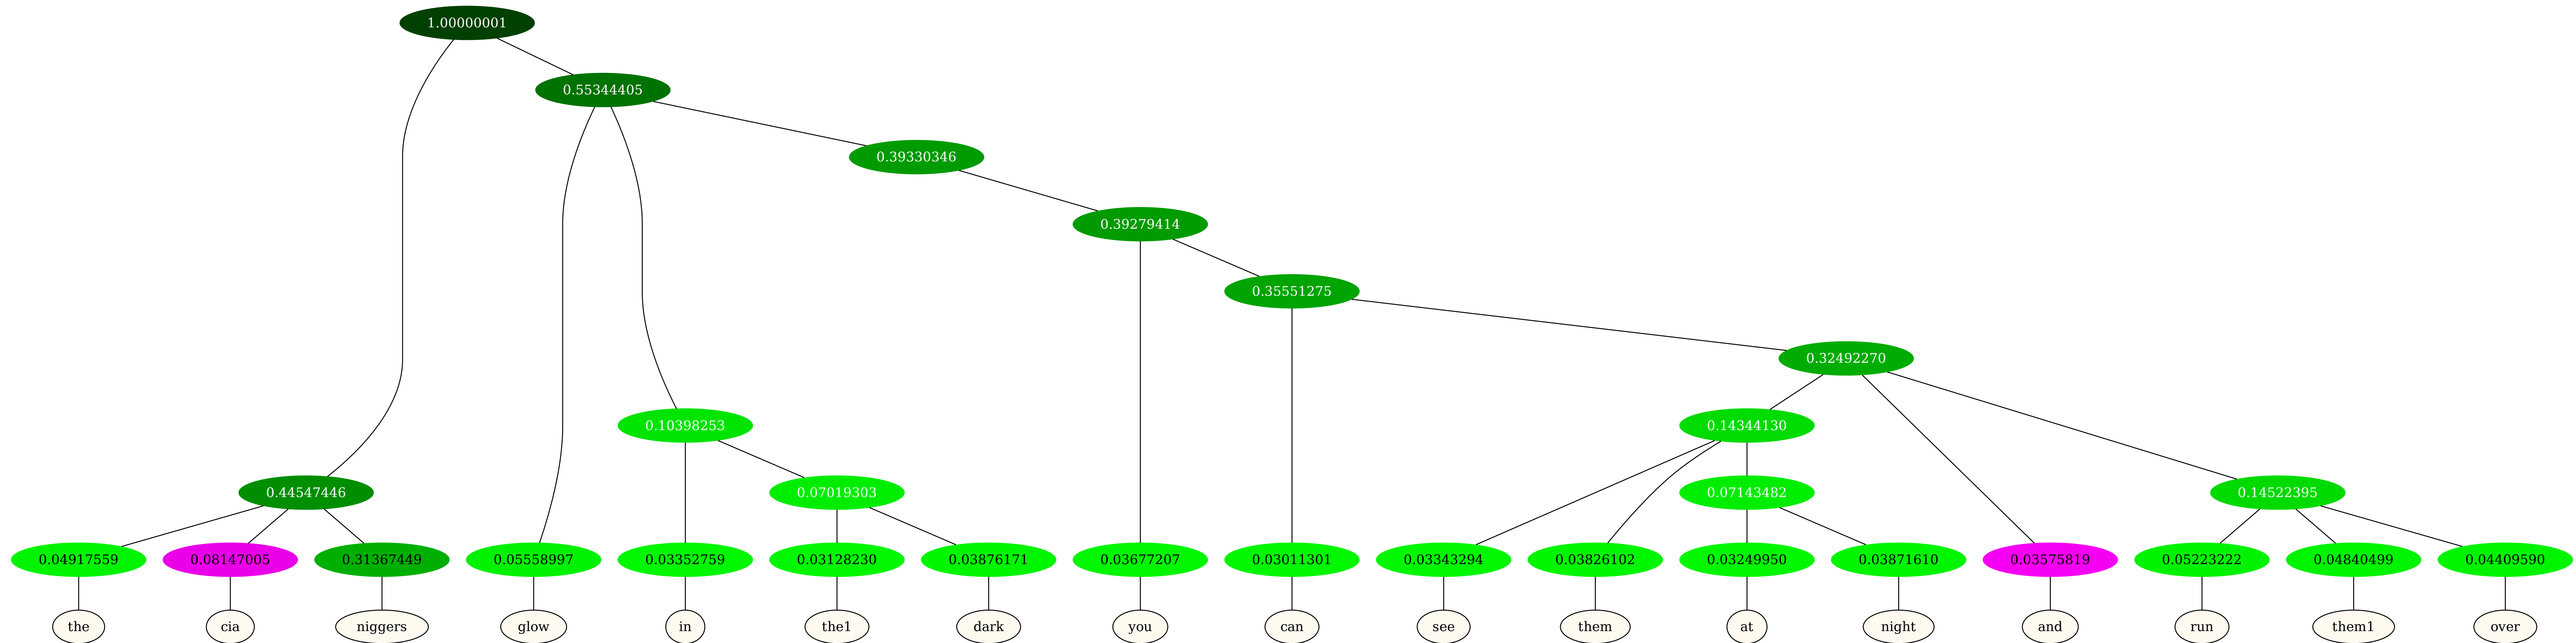 1.00000001
0.55344405
0.39330346
0.39279414
0.35551275
0.32492270
0.10398253 0.14344130
0.44547446 0.07019303 0.07143482 0.14522395
0.04917559 0.08147005 0.31367449 0.05558997 0.03352759 0.03128230 0.03876171 0.03677207 0.03011301 0.03343294 0.03826102 0.03249950 0.03871610 0.03575819 0.05223222 0.04840499 0.04409590
the cia niggers glow in the1 dark you can see them at night and run them1 over